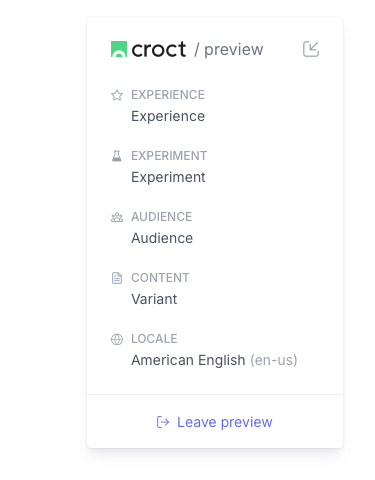 croct / preview
EXPERIENCE
Experience
EXPERIMENT
Experiment
AUDIENCE
Audience
CONTENT
Variant
LOCALE
American English (en-us)
Leave preview